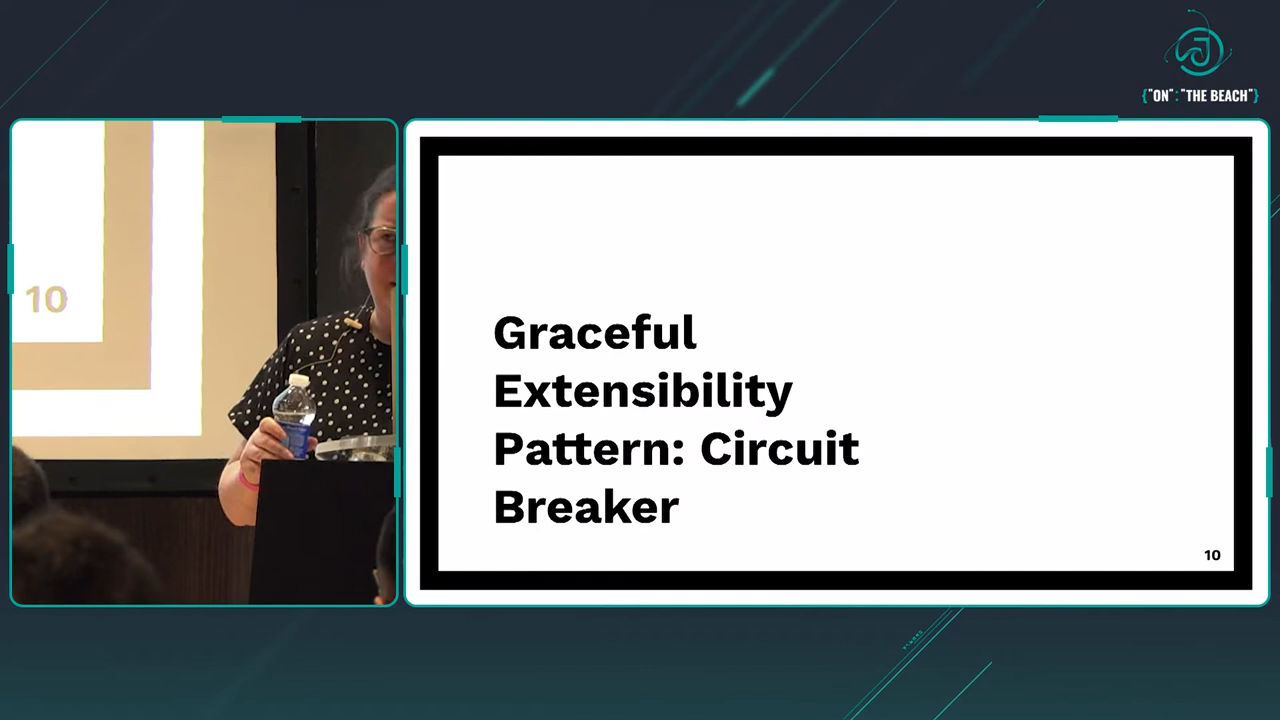 {"ON":"THE BEACH"}
10
Graceful
Extensibility
Pattern: Circuit
Breaker
10